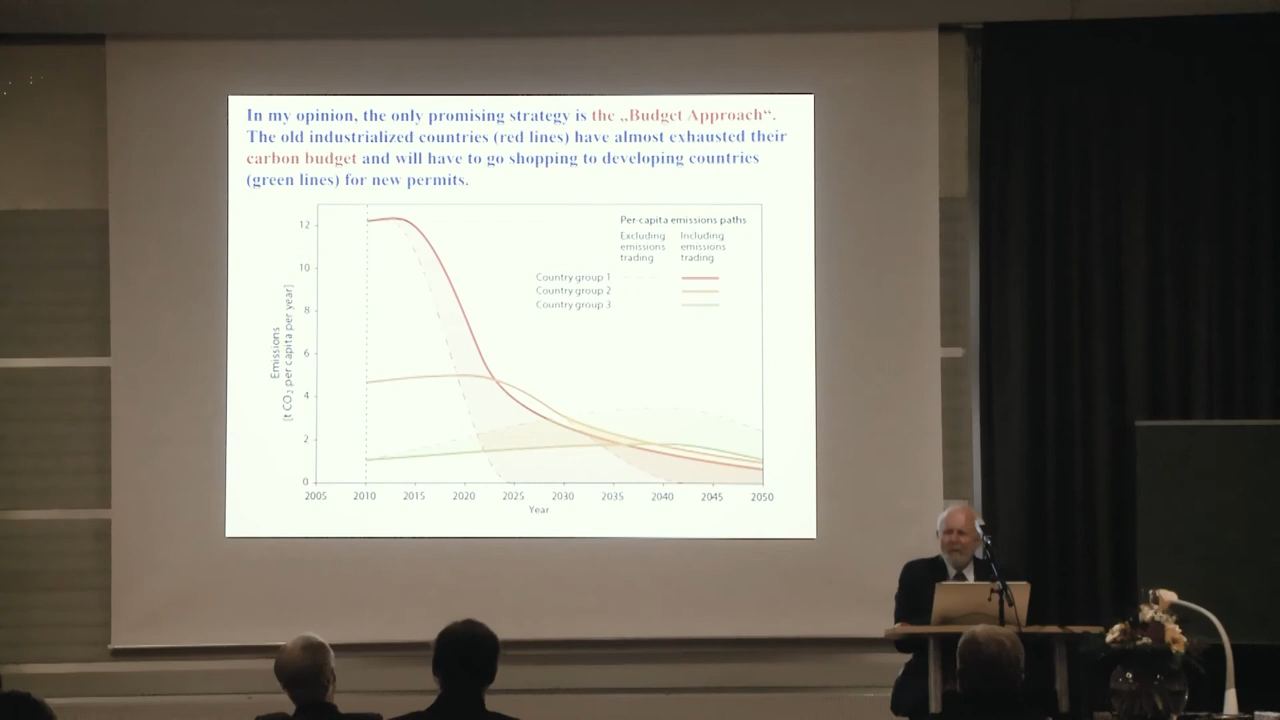 In my opinion, the only promising strategy is the „Budget Approach“.
The old industrialized countries (red lines) have almost exhausted their
carbon budget and will have to go shopping to developing countries
(green lines) for new permits.
Per-capita emissions paths
Excluding emissions trading
Including emissions trading
Country group 1
Country group 2
Country group 3
Emissions
[t CO2 per capita per year]
12
10
8
6
4
2
0
2005 2010 2015 2020 2025 2030 2035 2040 2045 2050
Year